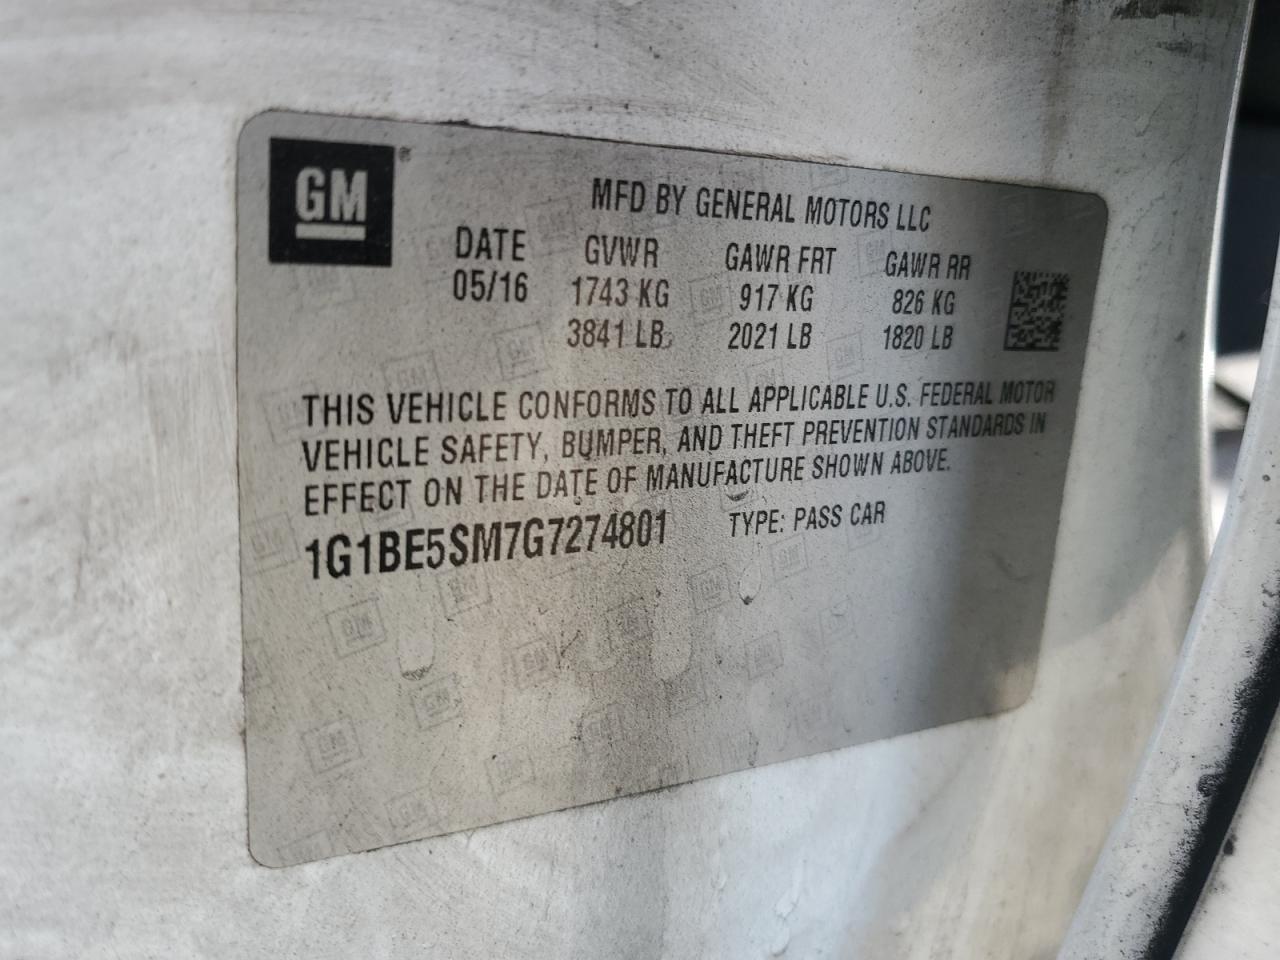 GM®
MFD BY GENERAL MOTORS LLC
DATE GVWR GAWR FRT GAWR RR
05/16 1743 KG 917 KG 826 KG
3841 LB 2021 LB 1820 LB
THIS VEHICLE CONFORMS TO ALL APPLICABLE U.S. FEDERAL MOTOR
VEHICLE SAFETY, BUMPER, AND THEFT PREVENTION STANDARDS IN
EFFECT ON THE DATE OF MANUFACTURE SHOWN ABOVE.
1G1BE5SM7G7274801 TYPE: PASS CAR